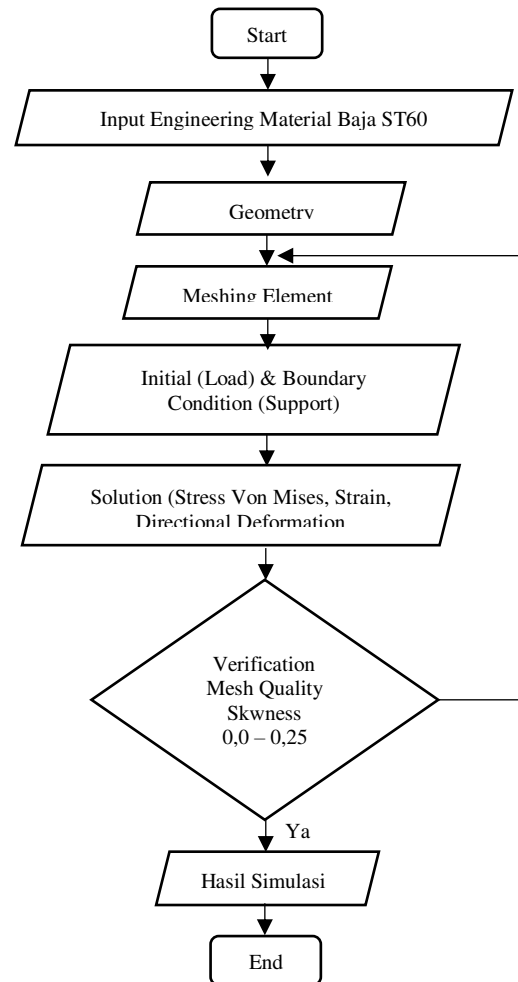 Start
Input Engineering Material Baja ST60
Geometry
Meshing Element
Initial (Load) & Boundary
Condition (Support)
Solution (Stress Von Mises, Strain,
Directional Deformation
Verification
Mesh Quality
Skwness
0,0 – 0,25
Ya
Hasil Simulasi
End